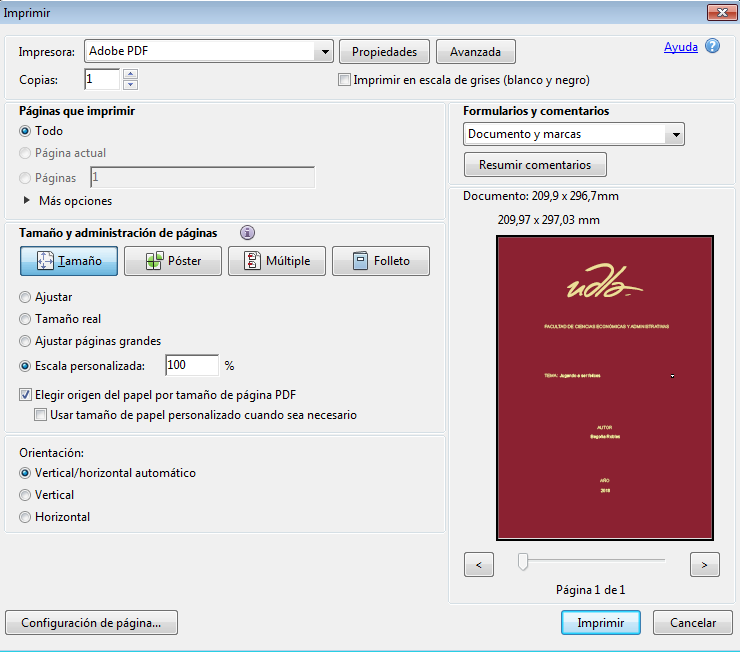 Imprimir
Impresora: Adobe PDF Propiedades Avanzada Ayuda ?
Copias: 1 Imprimir en escala de grises (blanco y negro)
Páginas que imprimir
Todo
Página actual
Páginas 1
Más opciones
Formularios y comentarios
Documento y marcas
Resumir comentarios
Tamaño y administración de páginas i
Tamaño Póster Múltiple Folleto
Ajustar
Tamaño real
Ajustar páginas grandes
Escala personalizada: 100 %
Elegir origen del papel por tamaño de página PDF
Usar tamaño de papel personalizado cuando sea necesario
Orientación:
Vertical/horizontal automático
Vertical
Horizontal
Documento: 209,9 x 296,7mm
209,97 x 297,03 mm
udla
FACULTAD DE CIENCIAS ECONÓMICAS Y ADMINISTRATIVAS
TEMA: Jugando a ser felices
AUTOR
Begoña Robles
AÑO
2018
< >
Página 1 de 1
Configuración de página... Imprimir Cancelar